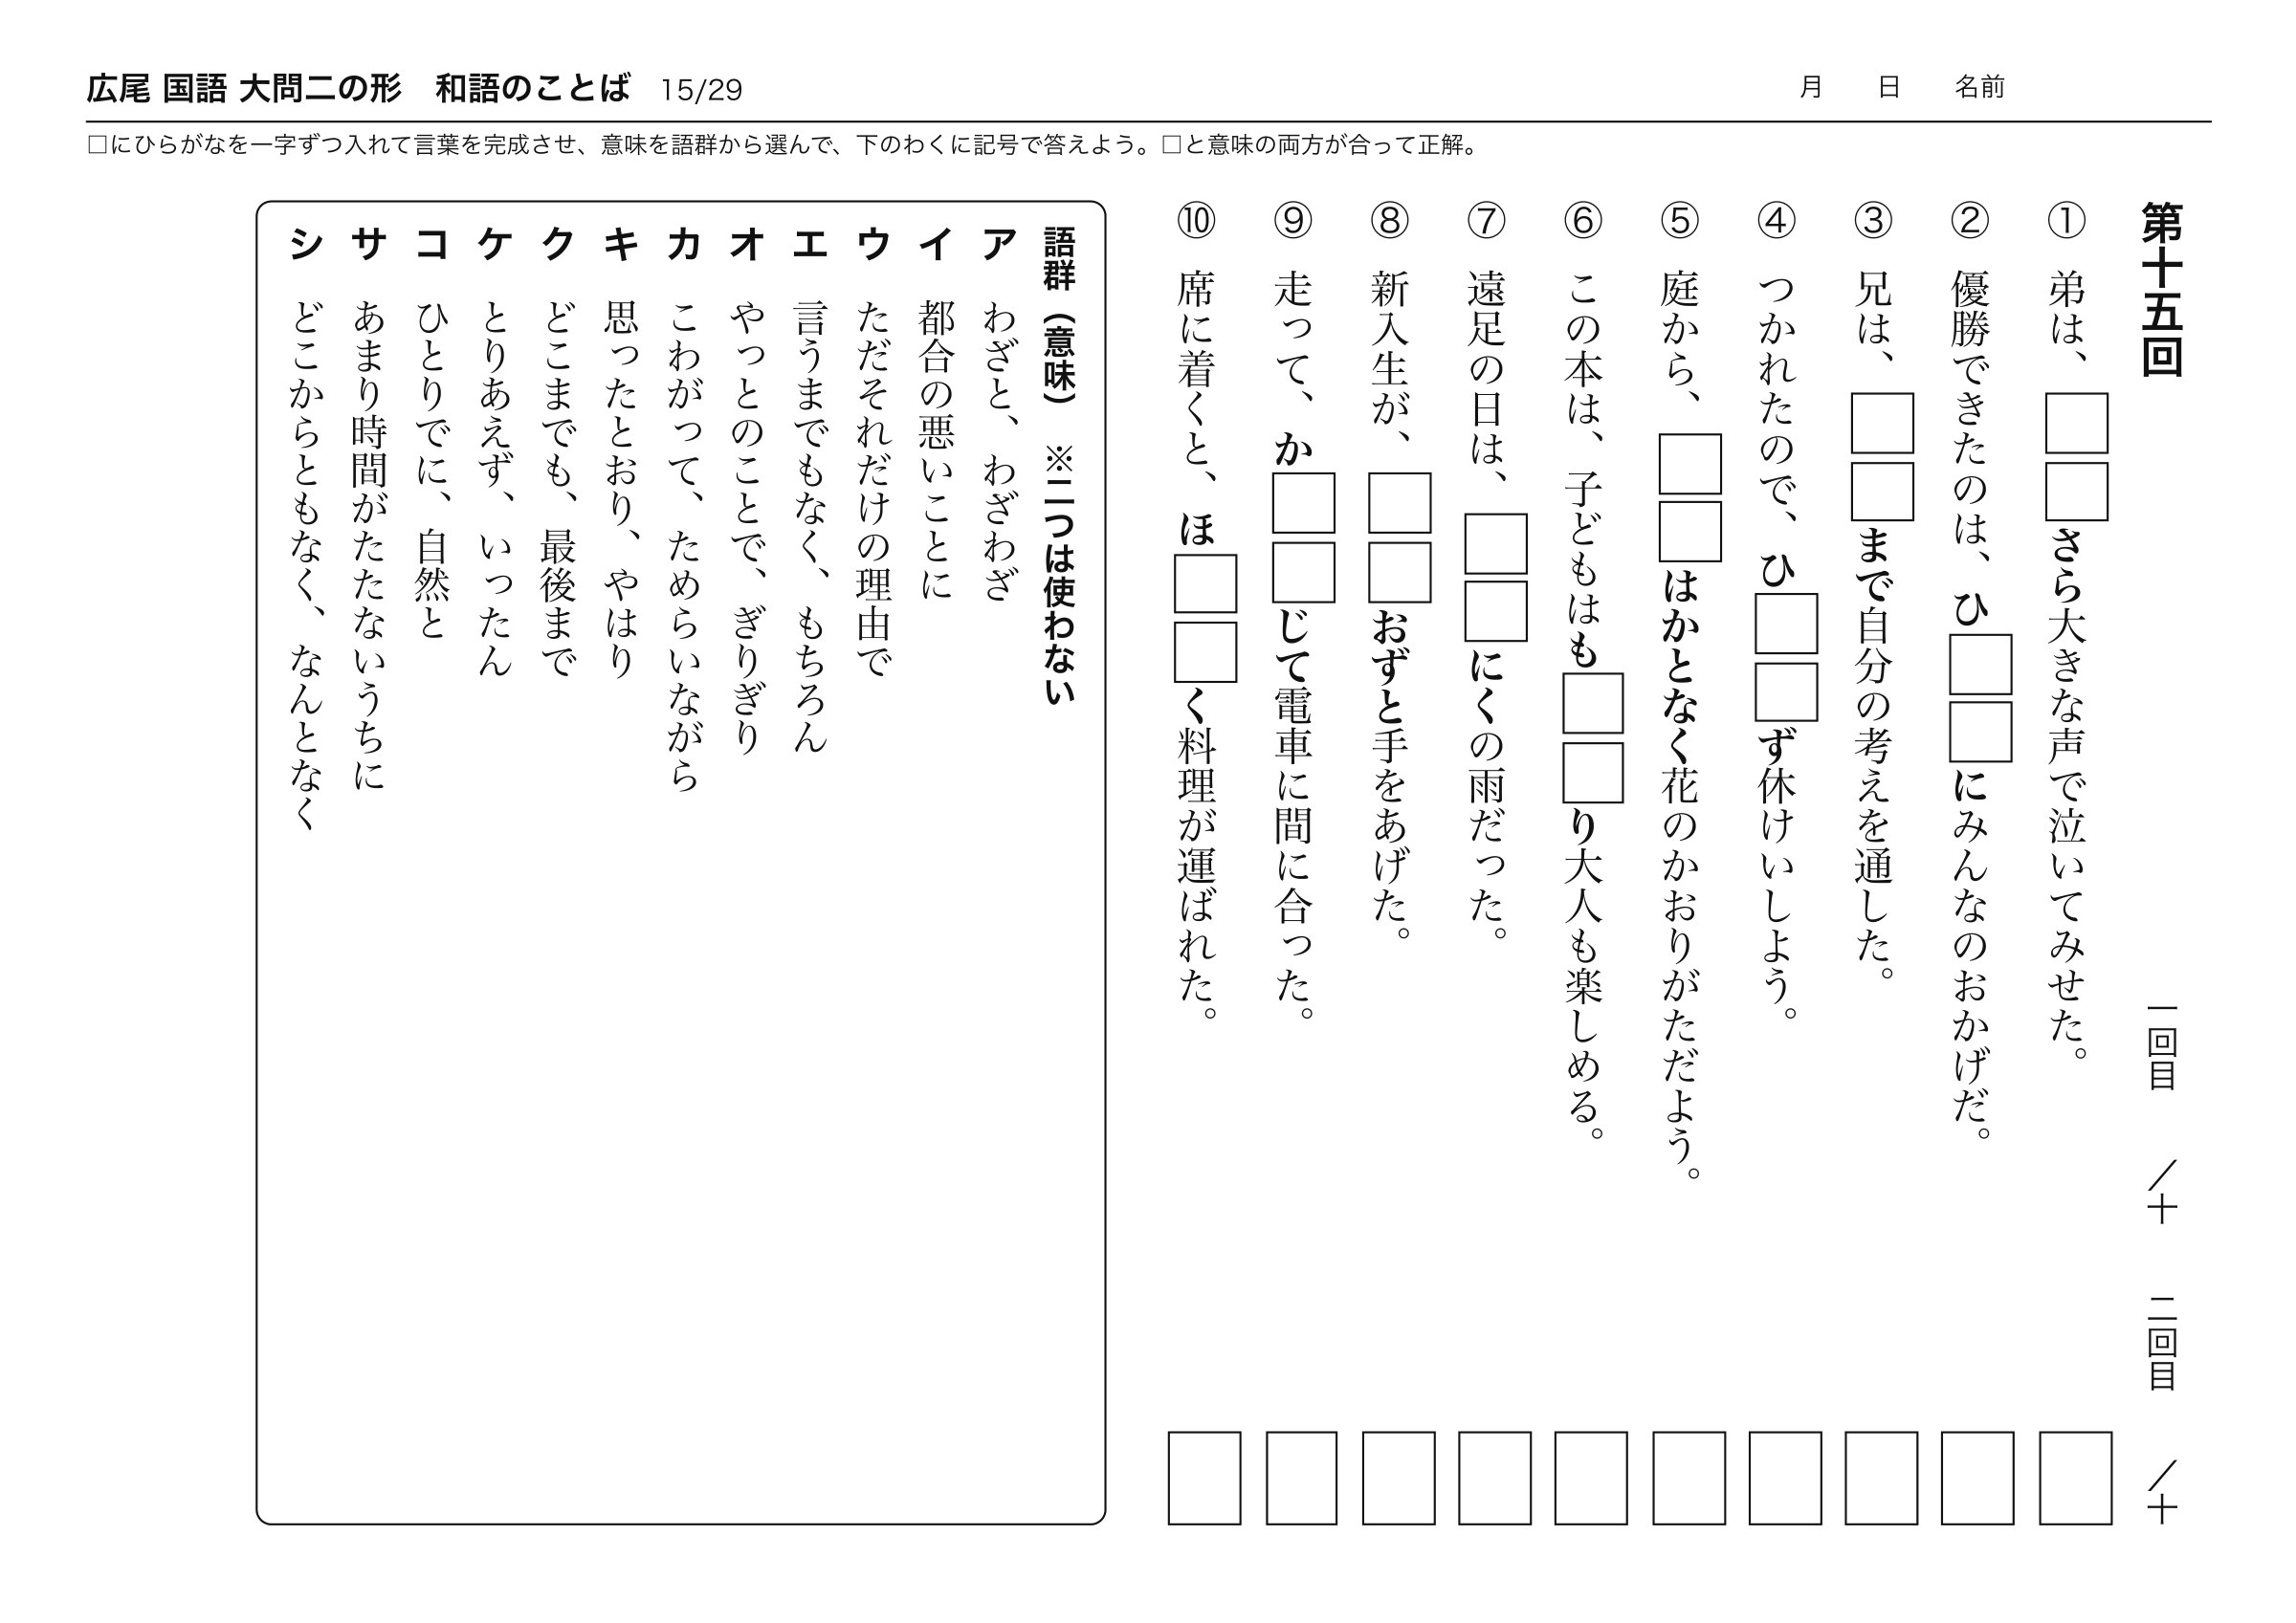 広尾 国語 大問二の形　和語のことば　15/29
月　日　名前
□にひらがなを一字ずつ入れて言葉を完成させ、意味を語群から選んで、下のわくに記号で答えよう。□と意味の両方が合って正解。
第十五回　一回目　／十　二回目　／十
① 弟は、□□さら大きな声で泣いてみせた。
② 優勝できたのは、ひ□□にみんなのおかげだ。
③ 兄は、□□まで自分の考えを通した。
④ つかれたので、ひ□□ず休けいしよう。
⑤ 庭から、□□はかとなく花のかおりがただよう。
⑥ この本は、子どもはも□□り大人も楽しめる。
⑦ 遠足の日は、□□にくの雨だった。
⑧ 新入生が、□□おずと手をあげた。
⑨ 走って、か□□じて電車に間に合った。
⑩ 席に着くと、ほ□□く料理が運ばれた。
語群（意味）　※二つは使わない
ア　わざと、わざわざ
イ　都合の悪いことに
ウ　ただそれだけの理由で
エ　言うまでもなく、もちろん
オ　やっとのことで、ぎりぎり
カ　こわがって、ためらいながら
キ　思ったとおり、やはり
ク　どこまでも、最後まで
ケ　とりあえず、いったん
コ　ひとりでに、自然と
サ　あまり時間がたたないうちに
シ　どこからともなく、なんとなく